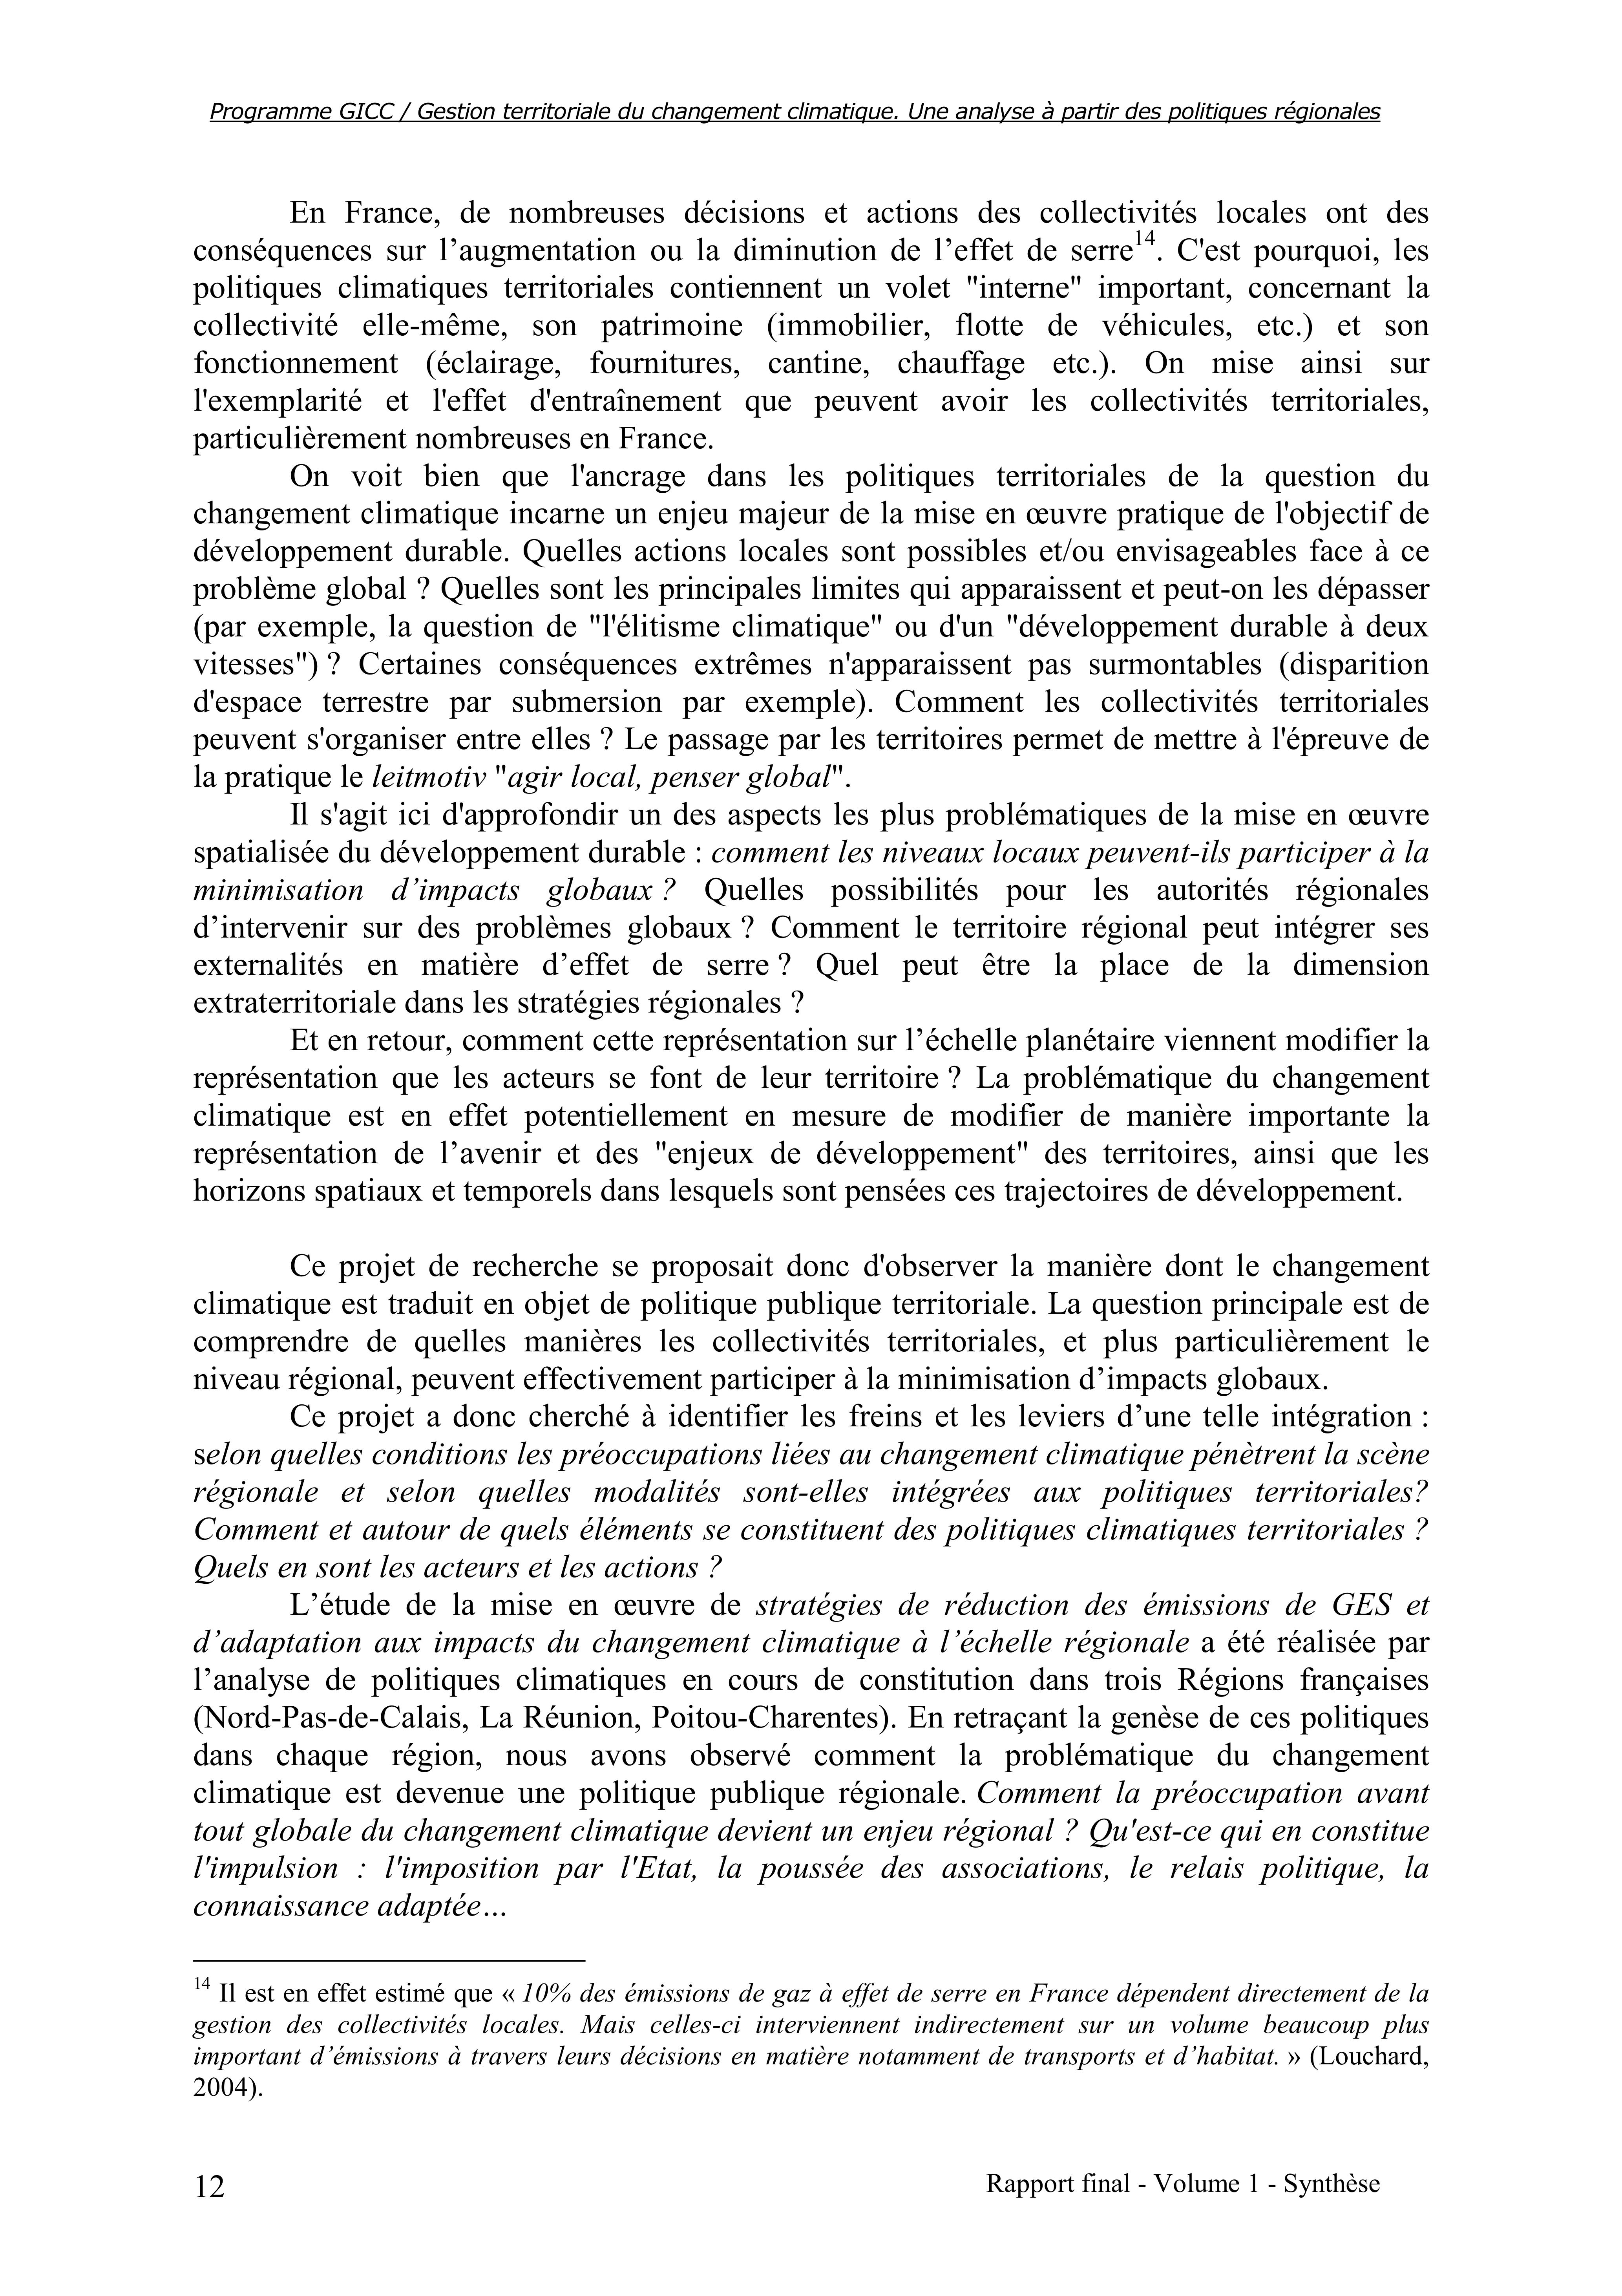 Programme GICC / Gestion territoriale du changement climatique. Une analyse à partir des politiques régionales
En France, de nombreuses décisions et actions des collectivités locales ont des
conséquences sur l’augmentation ou la diminution de l’effet de serre14. C'est pourquoi, les
politiques climatiques territoriales contiennent un volet "interne" important, concernant la
collectivité elle-même, son patrimoine (immobilier, flotte de véhicules, etc.) et son
fonctionnement (éclairage, fournitures, cantine, chauffage etc.). On mise ainsi sur
l'exemplarité et l'effet d'entraînement que peuvent avoir les collectivités territoriales,
particulièrement nombreuses en France.
On voit bien que l'ancrage dans les politiques territoriales de la question du
changement climatique incarne un enjeu majeur de la mise en œuvre pratique de l'objectif de
développement durable. Quelles actions locales sont possibles et/ou envisageables face à ce
problème global ? Quelles sont les principales limites qui apparaissent et peut-on les dépasser
(par exemple, la question de "l'élitisme climatique" ou d'un "développement durable à deux
vitesses") ? Certaines conséquences extrêmes n'apparaissent pas surmontables (disparition
d'espace terrestre par submersion par exemple). Comment les collectivités territoriales
peuvent s'organiser entre elles ? Le passage par les territoires permet de mettre à l'épreuve de
la pratique le leitmotiv "agir local, penser global".
Il s'agit ici d'approfondir un des aspects les plus problématiques de la mise en œuvre
spatialisée du développement durable : comment les niveaux locaux peuvent-ils participer à la
minimisation d’impacts globaux ? Quelles possibilités pour les autorités régionales
d’intervenir sur des problèmes globaux ? Comment le territoire régional peut intégrer ses
externalités en matière d’effet de serre ? Quel peut être la place de la dimension
extraterritoriale dans les stratégies régionales ?
Et en retour, comment cette représentation sur l’échelle planétaire viennent modifier la
représentation que les acteurs se font de leur territoire ? La problématique du changement
climatique est en effet potentiellement en mesure de modifier de manière importante la
représentation de l’avenir et des "enjeux de développement" des territoires, ainsi que les
horizons spatiaux et temporels dans lesquels sont pensées ces trajectoires de développement.
Ce projet de recherche se proposait donc d'observer la manière dont le changement
climatique est traduit en objet de politique publique territoriale. La question principale est de
comprendre de quelles manières les collectivités territoriales, et plus particulièrement le
niveau régional, peuvent effectivement participer à la minimisation d’impacts globaux.
Ce projet a donc cherché à identifier les freins et les leviers d’une telle intégration :
selon quelles conditions les préoccupations liées au changement climatique pénètrent la scène
régionale et selon quelles modalités sont-elles intégrées aux politiques territoriales?
Comment et autour de quels éléments se constituent des politiques climatiques territoriales ?
Quels en sont les acteurs et les actions ?
L’étude de la mise en œuvre de stratégies de réduction des émissions de GES et
d’adaptation aux impacts du changement climatique à l’échelle régionale a été réalisée par
l’analyse de politiques climatiques en cours de constitution dans trois Régions françaises
(Nord-Pas-de-Calais, La Réunion, Poitou-Charentes). En retraçant la genèse de ces politiques
dans chaque région, nous avons observé comment la problématique du changement
climatique est devenue une politique publique régionale. Comment la préoccupation avant
tout globale du changement climatique devient un enjeu régional ? Qu'est-ce qui en constitue
l'impulsion : l'imposition par l'Etat, la poussée des associations, le relais politique, la
connaissance adaptée…
14 Il est en effet estimé que « 10% des émissions de gaz à effet de serre en France dépendent directement de la
gestion des collectivités locales. Mais celles-ci interviennent indirectement sur un volume beaucoup plus
important d’émissions à travers leurs décisions en matière notamment de transports et d’habitat. » (Louchard,
2004).
12
Rapport final - Volume 1 - Synthèse